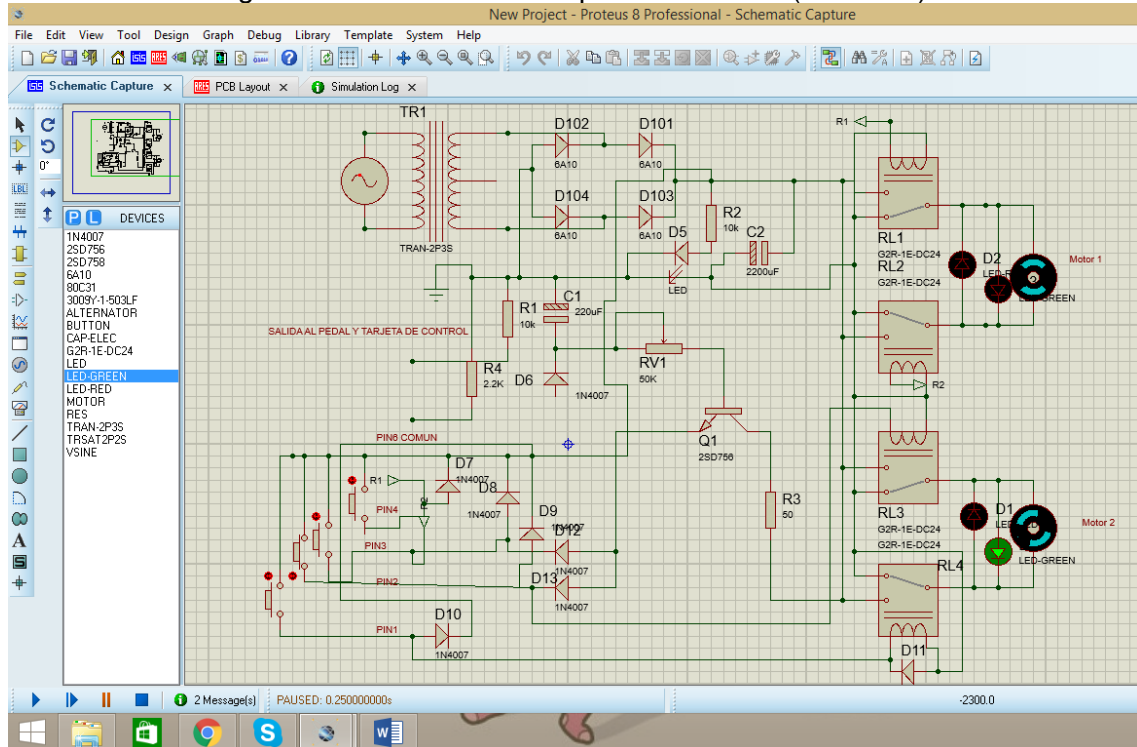 New Project - Proteus 8 Professional - Schematic Capture
File Edit View Tool Design Graph Debug Library Template System Help
Schematic Capture x PCB Layout x Simulation Log x
0°
P L DEVICES
1N4007
2SD756
2SD758
6A10
80C31
3009Y-1-503LF
ALTERNATOR
BUTTON
CAP-ELEC
G2R-1E-DC24
LED
LED-GREEN
LED-RED
MOTOR
RES
TRAN-2P3S
TRSAT2P2S
VSINE
TR1
TRAN-2P3S
D102
6A10
D101
6A10
D104
6A10
D103
6A10
R2
10k
D5
LED
C2
2200uF
R1
RL1
G2R-1E-DC24
RL2
G2R-1E-DC24
D2
LED-GREEN
Motor 1
R1
10k
C1
220uF
SALIDA AL PEDAL Y TARJETA DE CONTROL
R4
2.2K
D6
1N4007
RV1
50K
R2
Q1
2SD756
PIN6 COMUN
R1
R2
D7
1N4007
D8
1N4007
D9
1N4007
D12
1N4007
D13
1N4007
PIN4
PIN3
PIN2
PIN1
D10
1N4007
R3
50
RL3
G2R-1E-DC24
G2R-1E-DC24
RL4
D1
LED-GREEN
Motor 2
D11
2 Message(s) PAUSED: 0.250000000s -2300.0